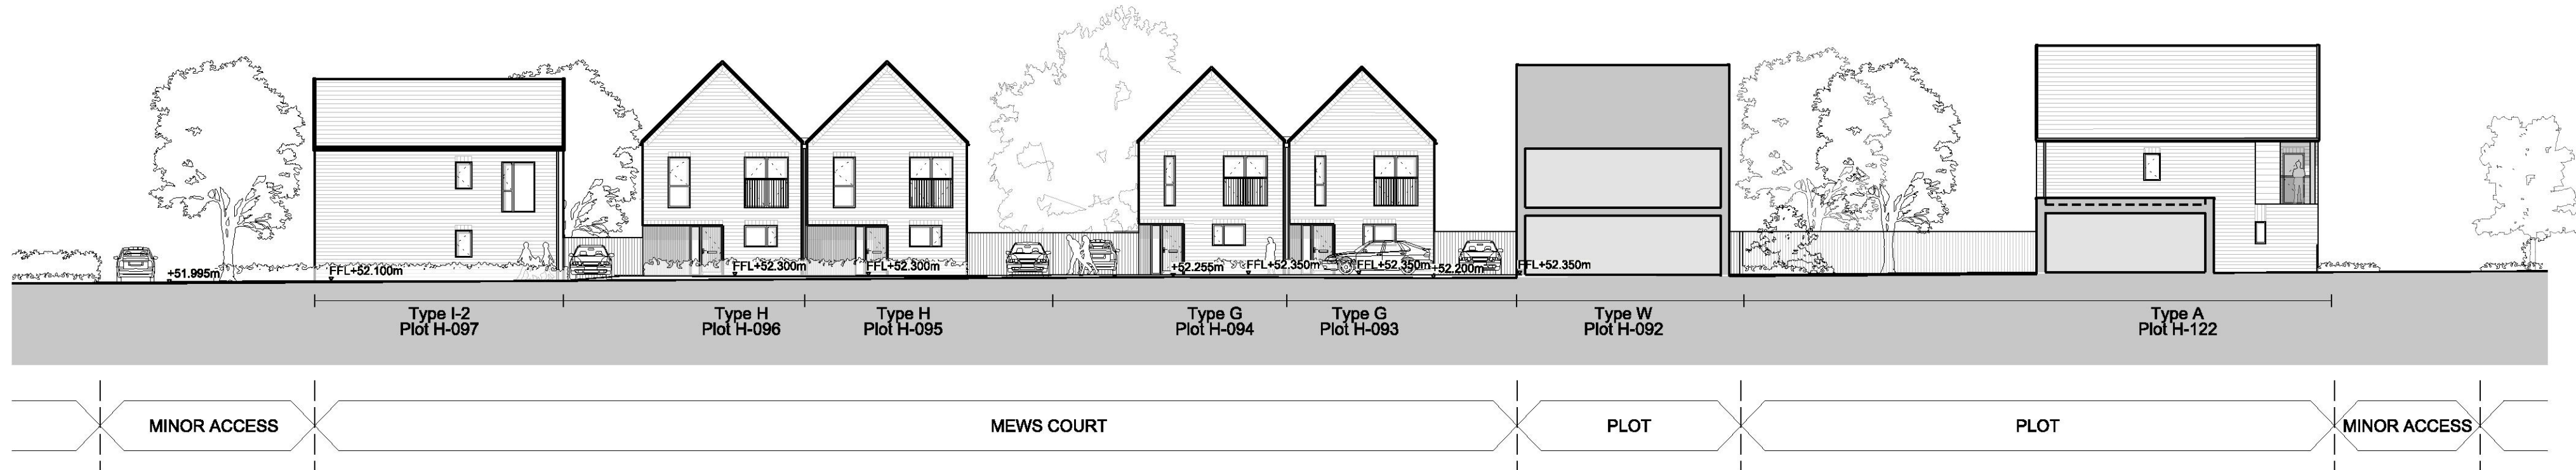 +51.995m
FFL+52.100m
FFL+52.300m
FFL+52.300m
+52.255m
FFL+52.350m
FFL+52.350m
+52.200m
FFL+52.350m
Type I-2
Plot H-097
Type H
Plot H-096
Type H
Plot H-095
Type G
Plot H-094
Type G
Plot H-093
Type W
Plot H-092
Type A
Plot H-122
MINOR ACCESS
MEWS COURT
PLOT
PLOT
MINOR ACCESS